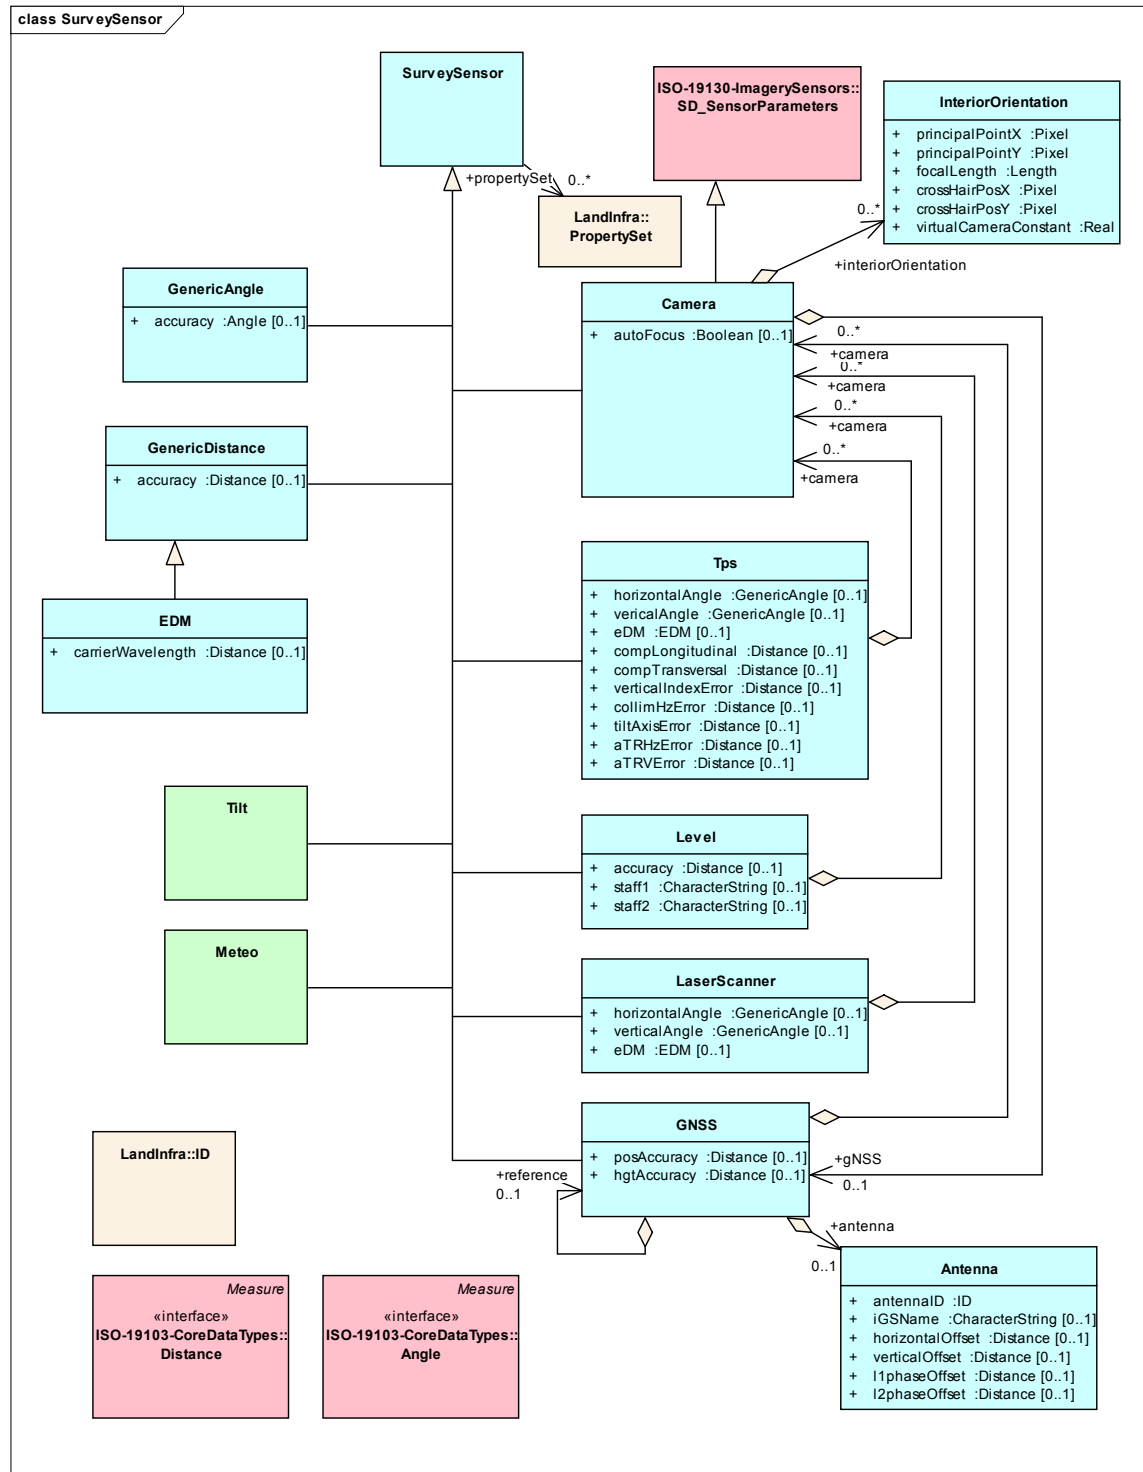 class SurveySensor
SurveySensor
+propertySet
0..*
LandInfra::
PropertySet
ISO-19130-ImagerySensors::
SD_SensorParameters
InteriorOrientation
+ principalPointX :Pixel
+ principalPointY :Pixel
+ focalLength :Length
+ crossHairPosX :Pixel
+ crossHairPosY :Pixel
+ virtualCameraConstant :Real
0..*
+interiorOrientation
GenericAngle
+ accuracy :Angle [0..1]
Camera
+ autoFocus :Boolean [0..1]
0..*
+camera
0..*
+camera
0..*
+camera
0..*
+camera
GenericDistance
+ accuracy :Distance [0..1]
EDM
+ carrierWavelength :Distance [0..1]
Tps
+ horizontalAngle :GenericAngle [0..1]
+ vericalAngle :GenericAngle [0..1]
+ eDM :EDM [0..1]
+ compLongitudinal :Distance [0..1]
+ compTransversal :Distance [0..1]
+ verticalIndexError :Distance [0..1]
+ collimHzError :Distance [0..1]
+ tiltAxisError :Distance [0..1]
+ aTRHzError :Distance [0..1]
+ aTRVError :Distance [0..1]
Tilt
Level
+ accuracy :Distance [0..1]
+ staff1 :CharacterString [0..1]
+ staff2 :CharacterString [0..1]
Meteo
LaserScanner
+ horizontalAngle :GenericAngle [0..1]
+ verticalAngle :GenericAngle [0..1]
+ eDM :EDM [0..1]
GNSS
+ posAccuracy :Distance [0..1]
+ hgtAccuracy :Distance [0..1]
+reference
0..1
+gNSS
0..1
+antenna
0..1
LandInfra::ID
Antenna
+ antennaID :ID
+ iGSName :CharacterString [0..1]
+ horizontalOffset :Distance [0..1]
+ verticalOffset :Distance [0..1]
+ l1phaseOffset :Distance [0..1]
+ l2phaseOffset :Distance [0..1]
Measure
«interface»
ISO-19103-CoreDataTypes::
Distance
Measure
«interface»
ISO-19103-CoreDataTypes::
Angle